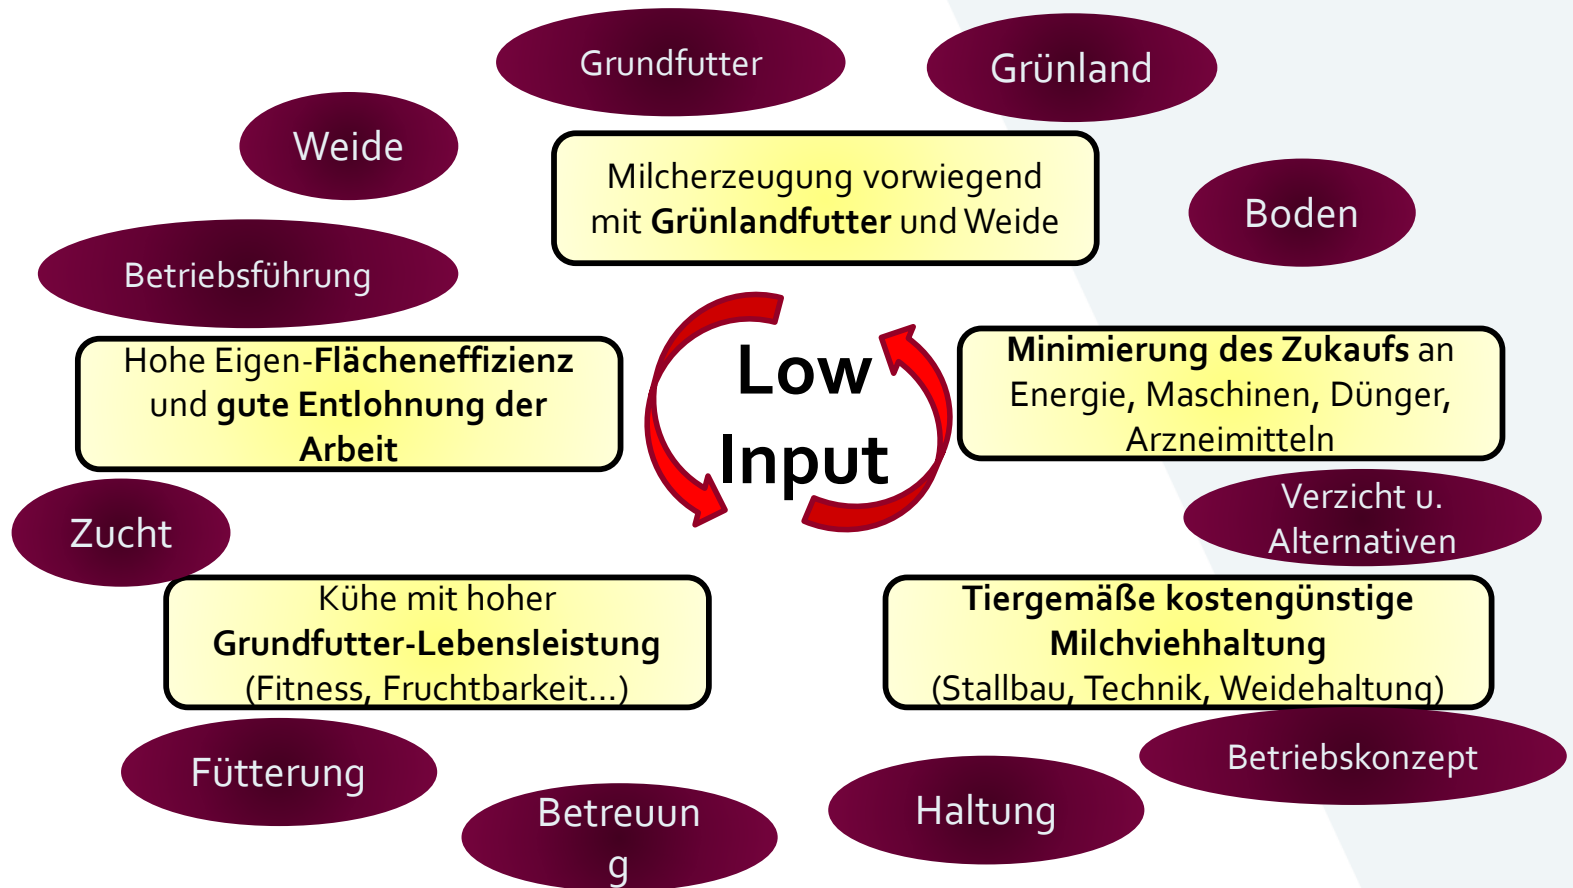 Grundfutter
Grünland
Weide
Milcherzeugung vorwiegend
mit Grünlandfutter und Weide
Boden
Betriebsführung
Hohe Eigen-Flächeneffizienz
und gute Entlohnung der
Arbeit
Low
Input
Minimierung des Zukaufs an
Energie, Maschinen, Dünger,
Arzneimitteln
Zucht
Verzicht u.
Alternativen
Kühe mit hoher
Grundfutter-Lebensleistung
(Fitness, Fruchtbarkeit...)
Tiergemäße kostengünstige
Milchviehhaltung
(Stallbau, Technik, Weidehaltung)
Fütterung
Betreuun
g
Haltung
Betriebskonzept